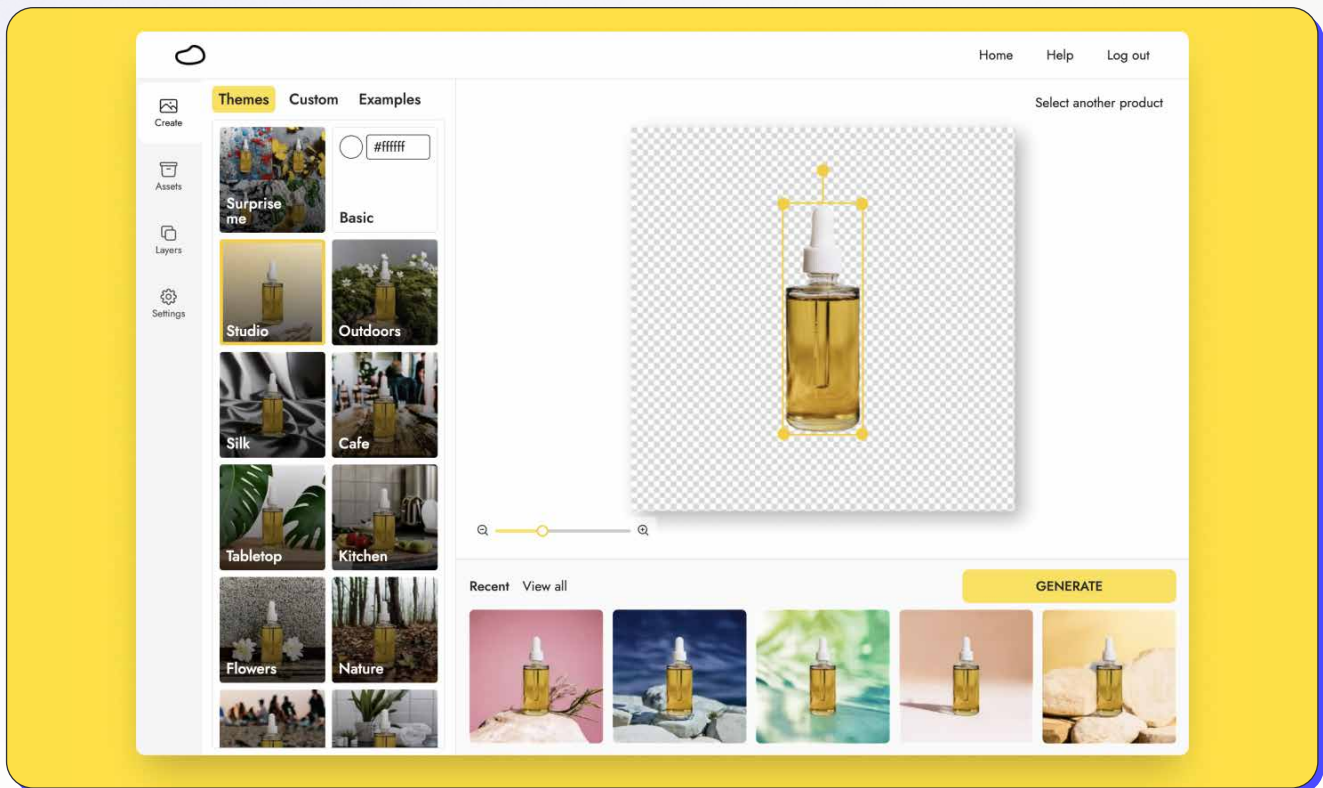 Home Help Log out
Create
Assets
Layers
Settings
Themes Custom Examples
Surprise
me
#ffffff
Basic
Studio
Outdoors
Silk
Cafe
Tabletop
Kitchen
Flowers
Nature
Select another product
Recent View all
GENERATE